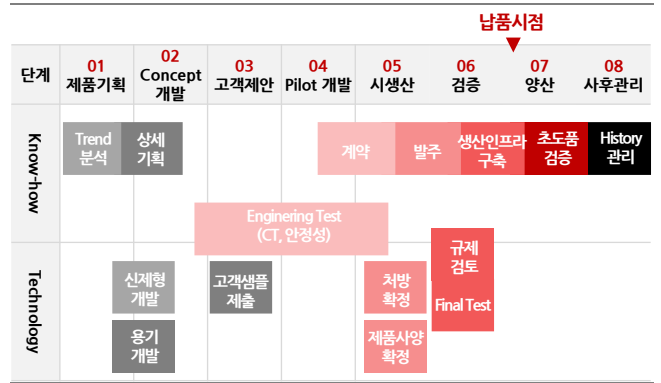 납품시점
단계
01
제품기획
02
Concept
개발
03
고객제안
04
Pilot 개발
05
시생산
06
검증
07
양산
08
사후관리
Know-how
Trend
분석
상세
기획
계약
발주
생산인프라
구축
초도품
검증
History
관리
Enginering Test
(CT, 안정성)
Technology
신제형
개발
고객샘플
제출
처방
확정
규제
검토
Final Test
용기
개발
제품사양
확정